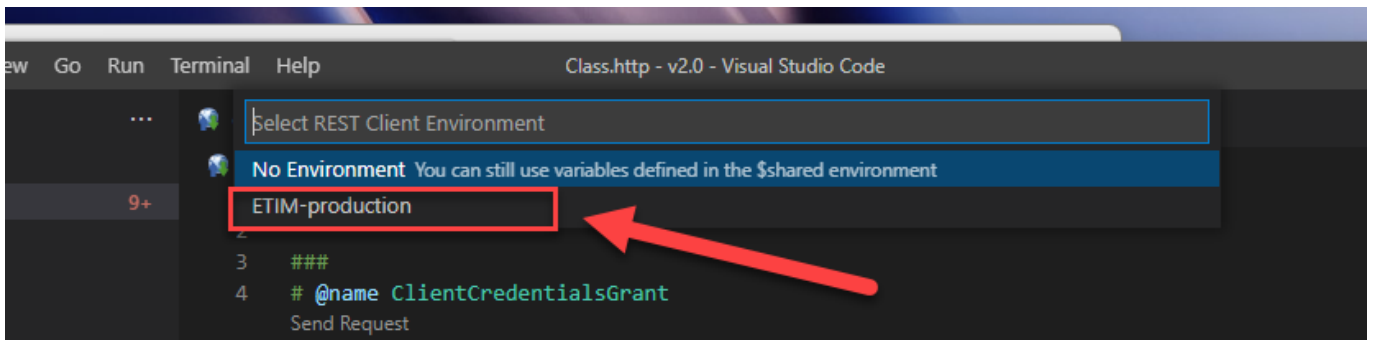 Go Run Terminal Help Class.http - v2.0 - Visual Studio Code
...
Select REST Client Environment
No Environment You can still use variables defined in the $shared environment
9+ ETIM-production
2
3 ###
4 # @name ClientCredentialsGrant
Send Request